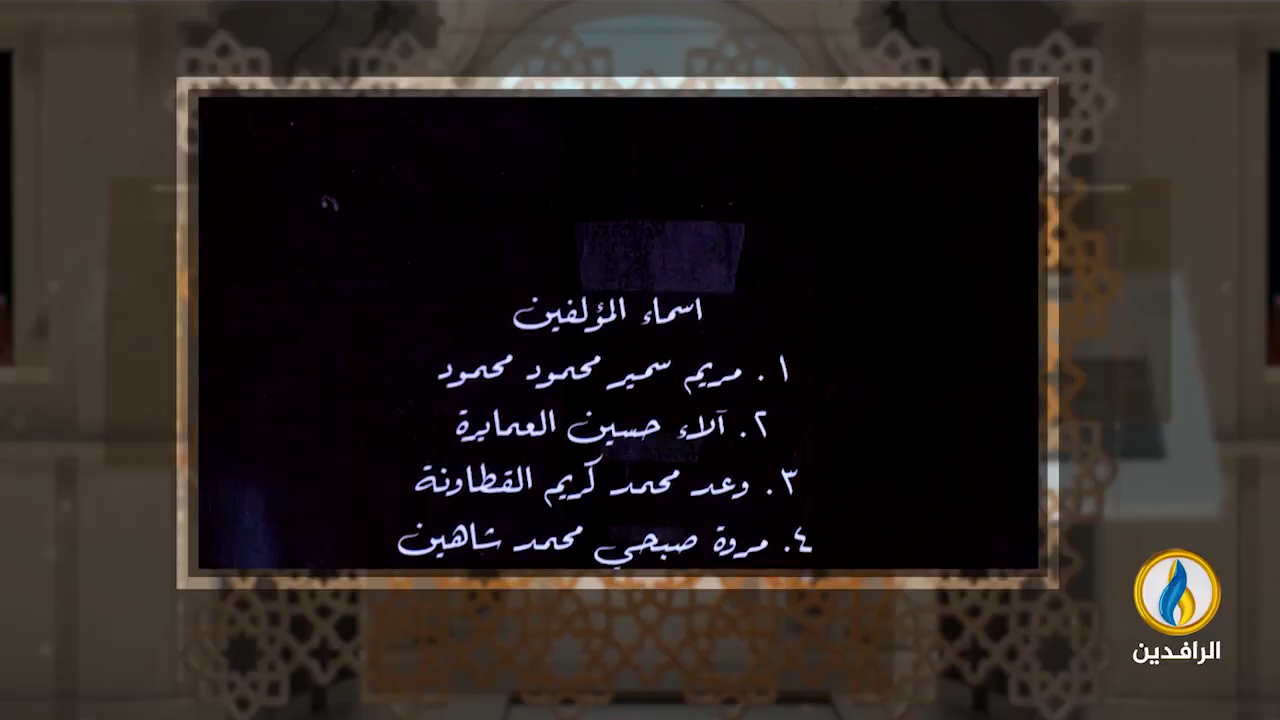 اسماء المؤلفين
١. مريم سمير محمود محمود
٢. آلاء حسين العمايرة
٣. وعد محمد كريم القطاونة
٤. مروة صبحي محمد شاهين
الرافدين